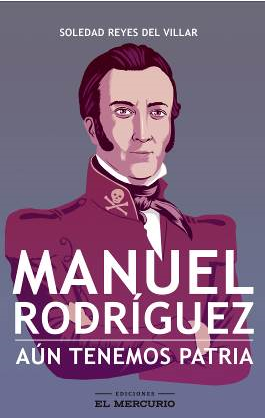 SOLEDAD REYES DEL VILLAR
MANUEL
RODRÍGUEZ
AÚN TENEMOS PATRIA
EDICIONES
EL MERCURIO